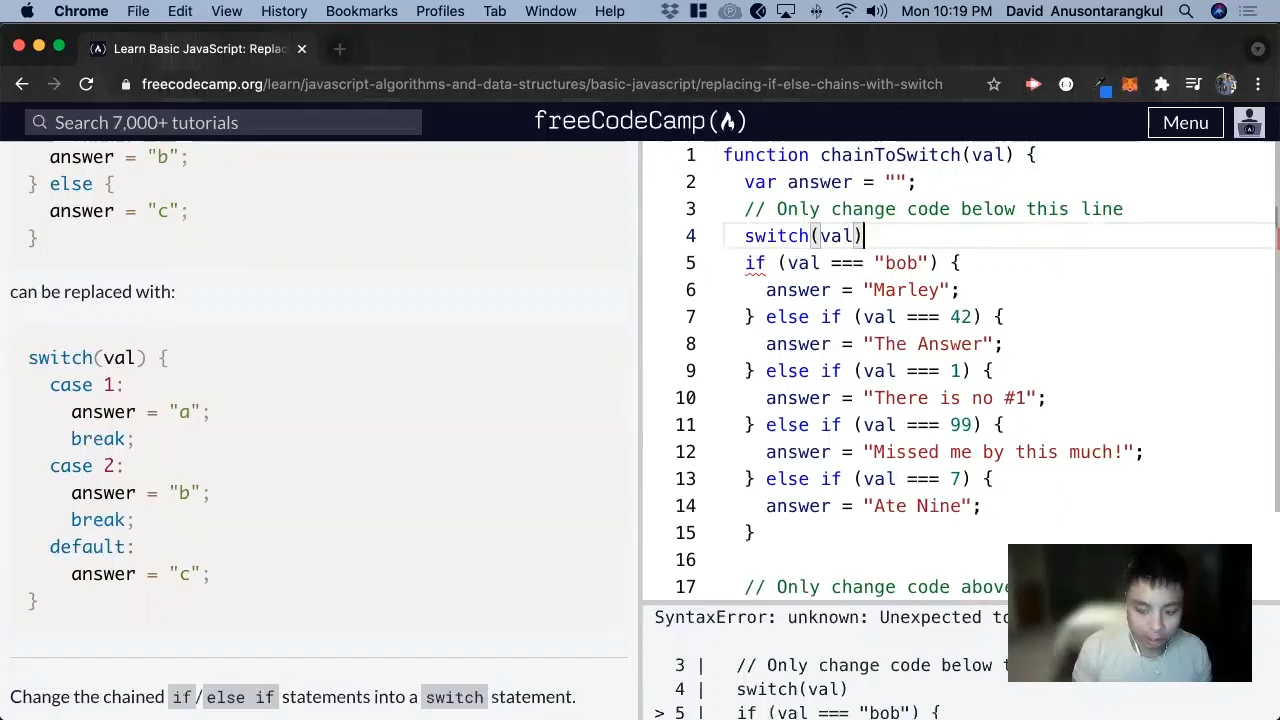 Chrome File Edit View History Bookmarks Profiles Tab Window Help Mon 10:19 PM David Anusontarangkul
Learn Basic JavaScript: Replac
freecodecamp.org/learn/javascript-algorithms-and-data-structures/basic-javascript/replacing-if-else-chains-with-switch
Search 7,000+ tutorials
freeCodeCamp
Menu
answer = "b";
} else {
answer = "c";
}
can be replaced with:
switch(val) {
case 1:
answer = "a";
break;
case 2:
answer = "b";
break;
default:
answer = "c";
}
Change the chained if/else if statements into a switch statement.
1 function chainToSwitch(val) {
2 var answer = "";
3 // Only change code below this line
4 switch(val)
5 if (val === "bob") {
6 answer = "Marley";
7 } else if (val === 42) {
8 answer = "The Answer";
9 } else if (val === 1) {
10 answer = "There is no #1";
11 } else if (val === 99) {
12 answer = "Missed me by this much!";
13 } else if (val === 7) {
14 answer = "Ate Nine";
15 }
16
17 // Only change code above
SyntaxError: unknown: Unexpected to
3 | // Only change code below t
4 | switch(val)
> 5 | if (val === "bob") {